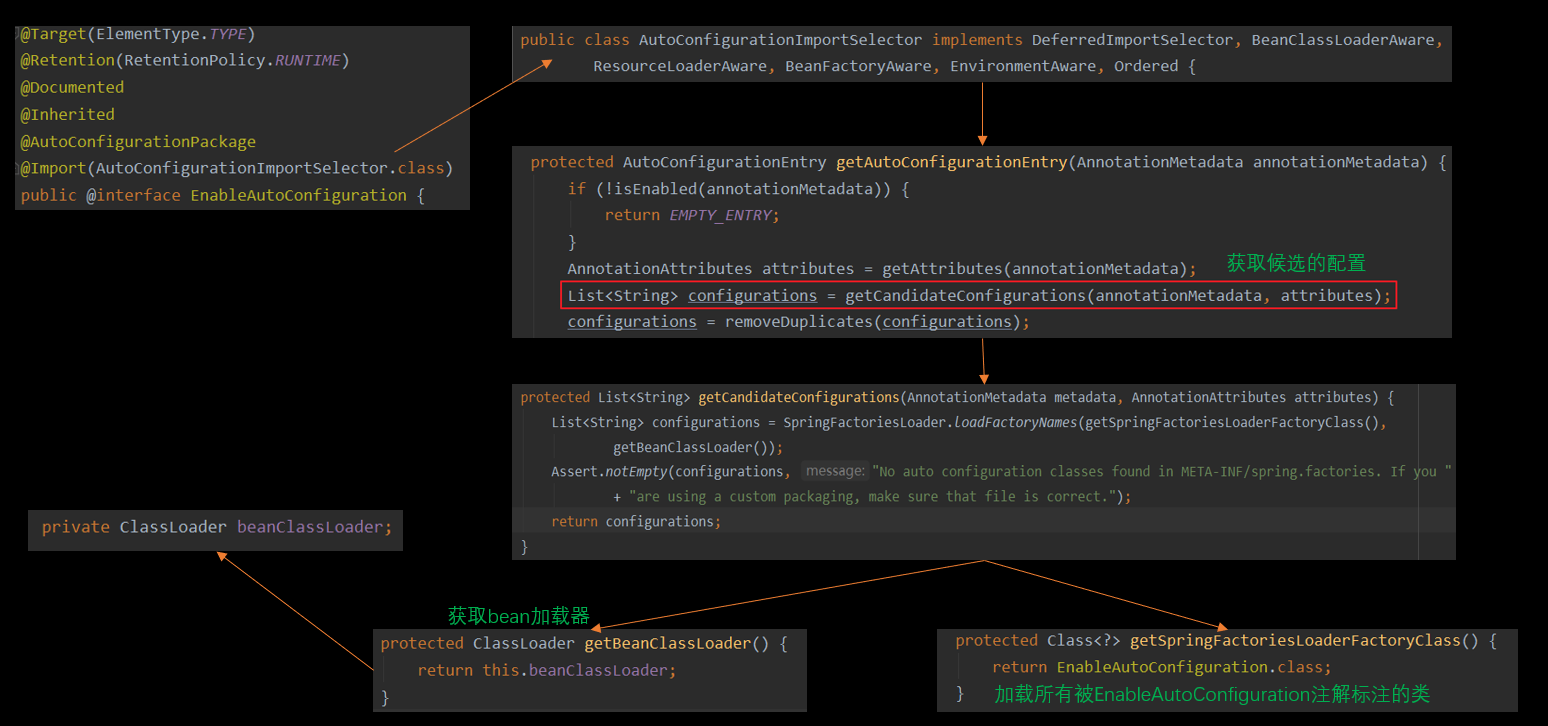 @Target(ElementType.TYPE)
@Retention(RetentionPolicy.RUNTIME)
@Documented
@Inherited
@AutoConfigurationPackage
@Import(AutoConfigurationImportSelector.class)
public @interface EnableAutoConfiguration {
public class AutoConfigurationImportSelector implements DeferredImportSelector, BeanClassLoaderAware,
ResourceLoaderAware, BeanFactoryAware, EnvironmentAware, Ordered {
protected AutoConfigurationEntry getAutoConfigurationEntry(AnnotationMetadata annotationMetadata) {
if (!isEnabled(annotationMetadata)) {
return EMPTY_ENTRY;
}
AnnotationAttributes attributes = getAttributes(annotationMetadata);
获取候选的配置
List<String> configurations = getCandidateConfigurations(annotationMetadata, attributes);
configurations = removeDuplicates(configurations);
protected List<String> getCandidateConfigurations(AnnotationMetadata metadata, AnnotationAttributes attributes) {
List<String> configurations = SpringFactoriesLoader.loadFactoryNames(getSpringFactoriesLoaderFactoryClass(),
getBeanClassLoader());
Assert.notEmpty(configurations, message: "No auto configuration classes found in META-INF/spring.factories. If you "
+ "are using a custom packaging, make sure that file is correct.");
return configurations;
}
private ClassLoader beanClassLoader;
获取bean加载器
protected ClassLoader getBeanClassLoader() {
return this.beanClassLoader;
}
protected Class<?> getSpringFactoriesLoaderFactoryClass() {
return EnableAutoConfiguration.class;
} 加载所有被EnableAutoConfiguration注解标注的类